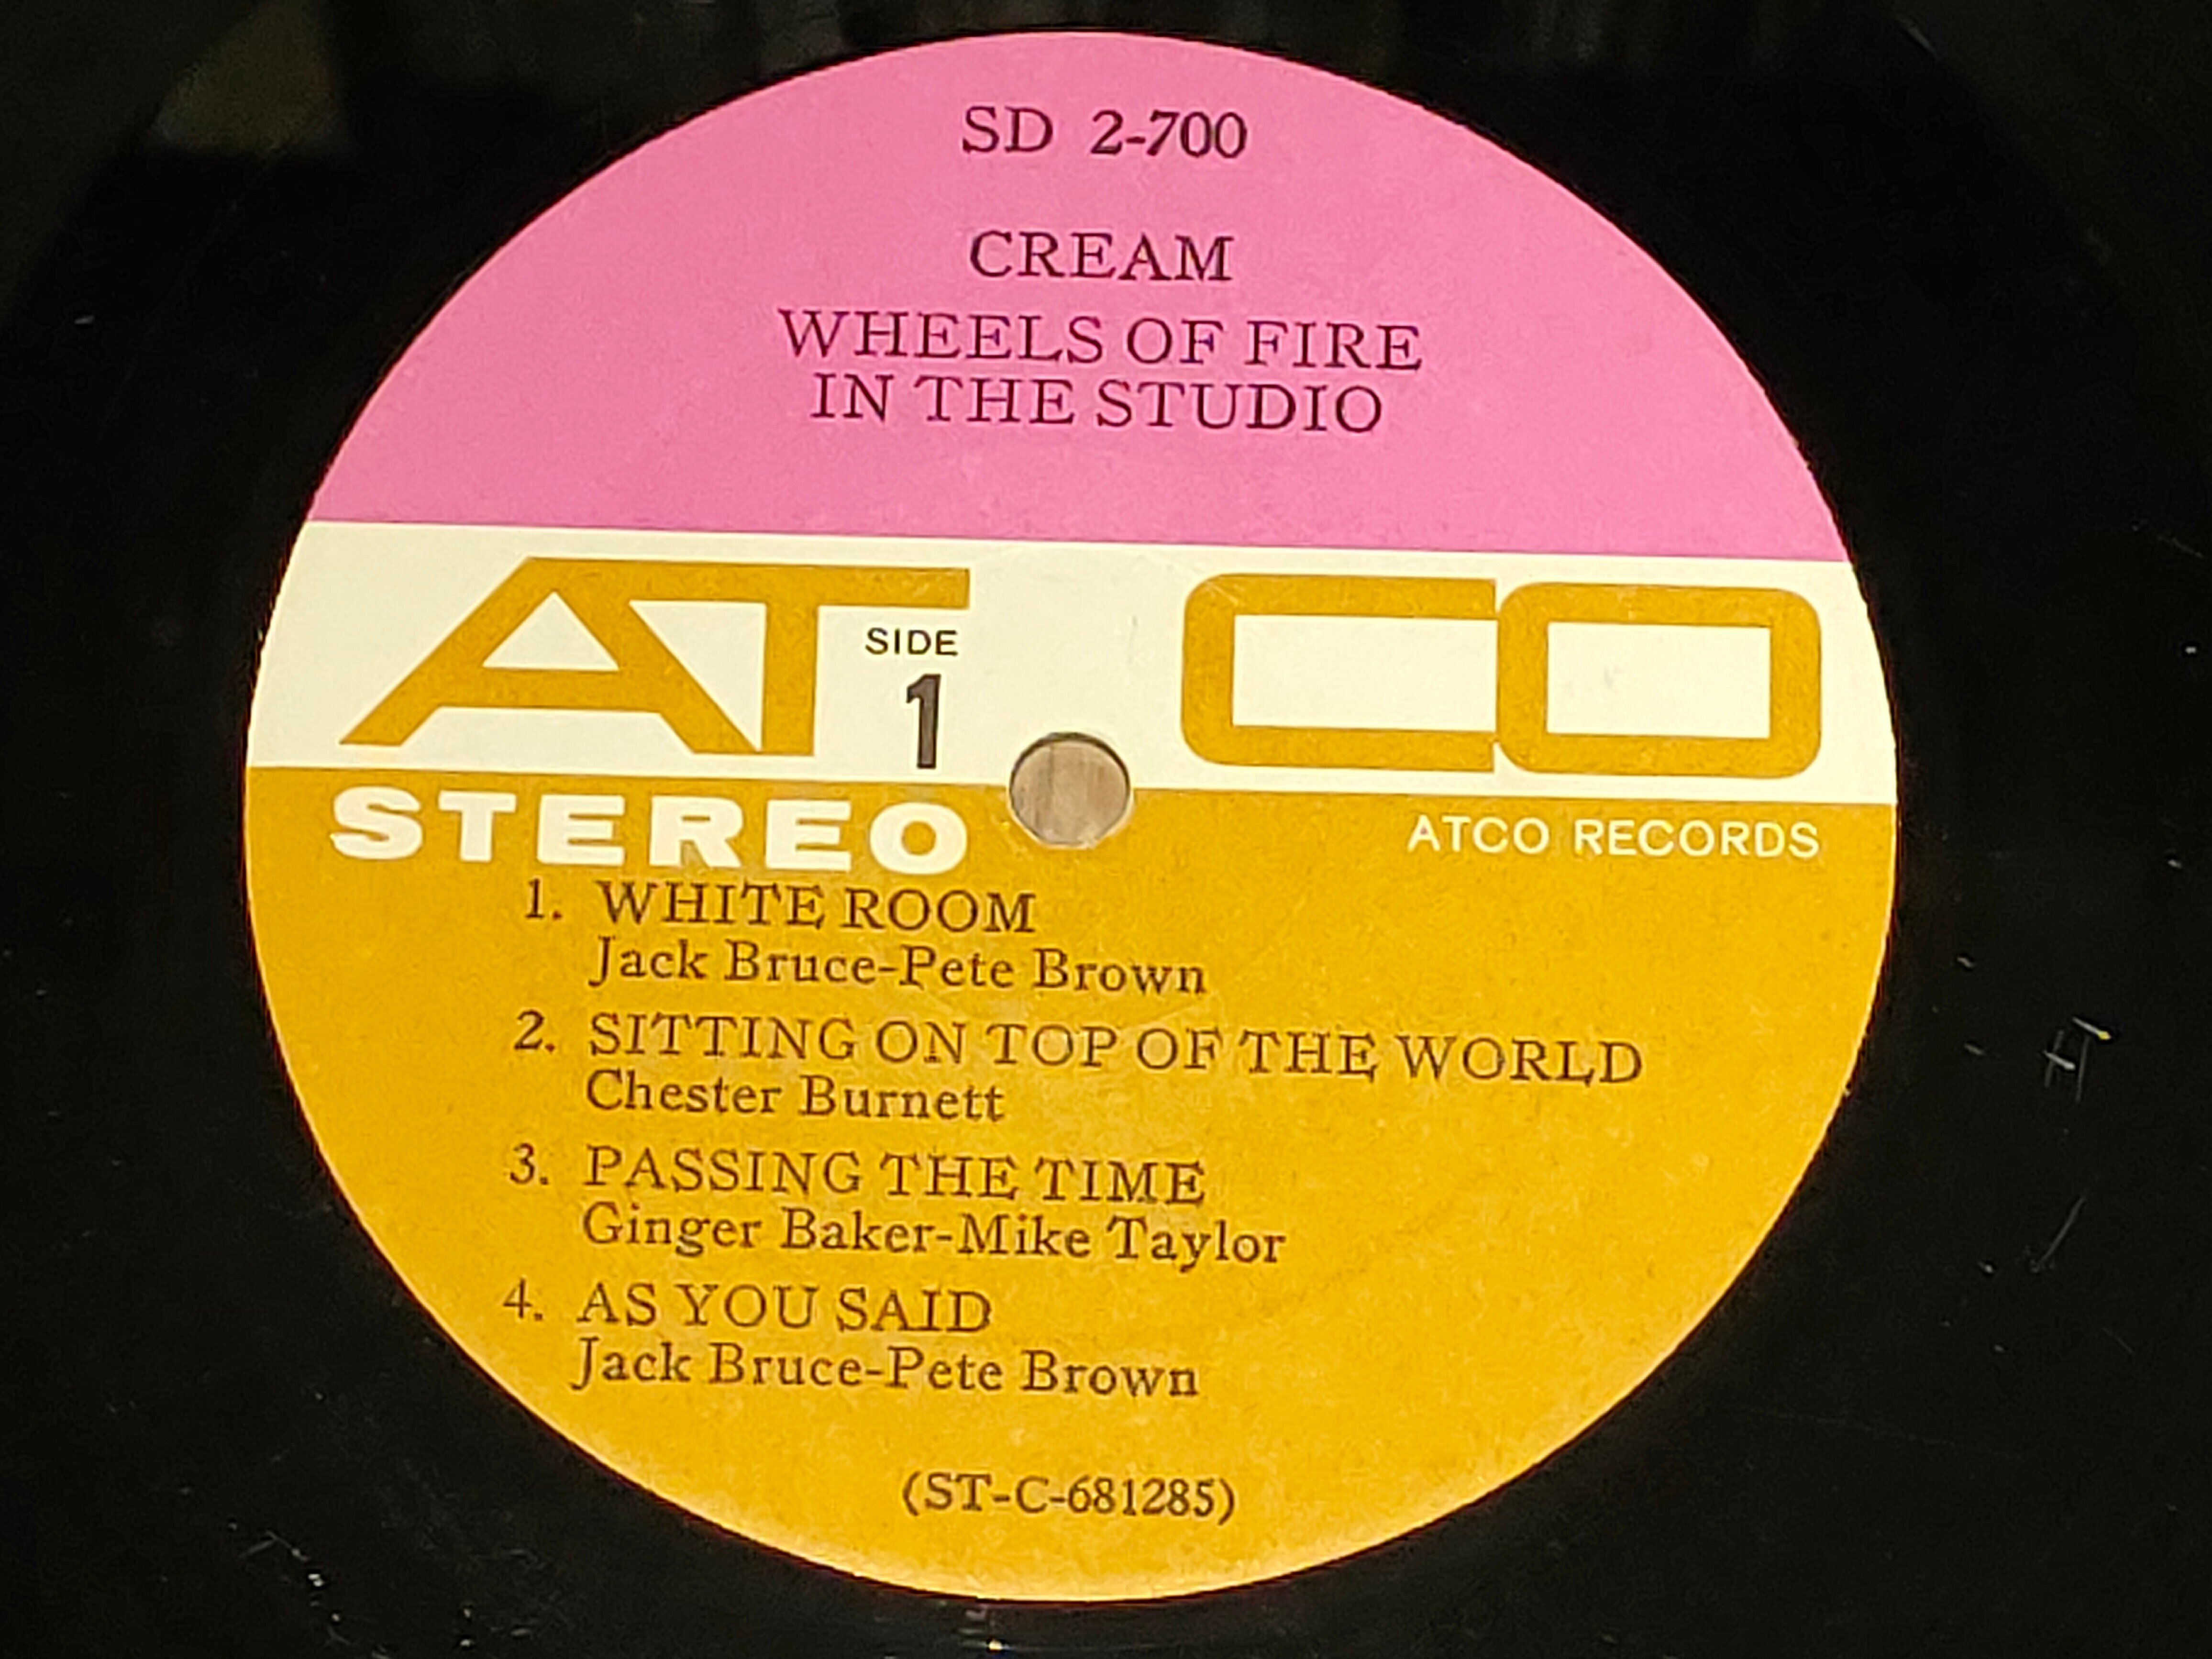 SD 2-700
CREAM
WHEELS OF FIRE
IN THE STUDIO
ATCO
SIDE
1
STEREO
ATCO RECORDS
1. WHITE ROOM
Jack Bruce-Pete Brown
2. SITTING ON TOP OF THE WORLD
Chester Burnett
3. PASSING THE TIME
Ginger Baker-Mike Taylor
4. AS YOU SAID
Jack Bruce-Pete Brown
(ST-C-681285)